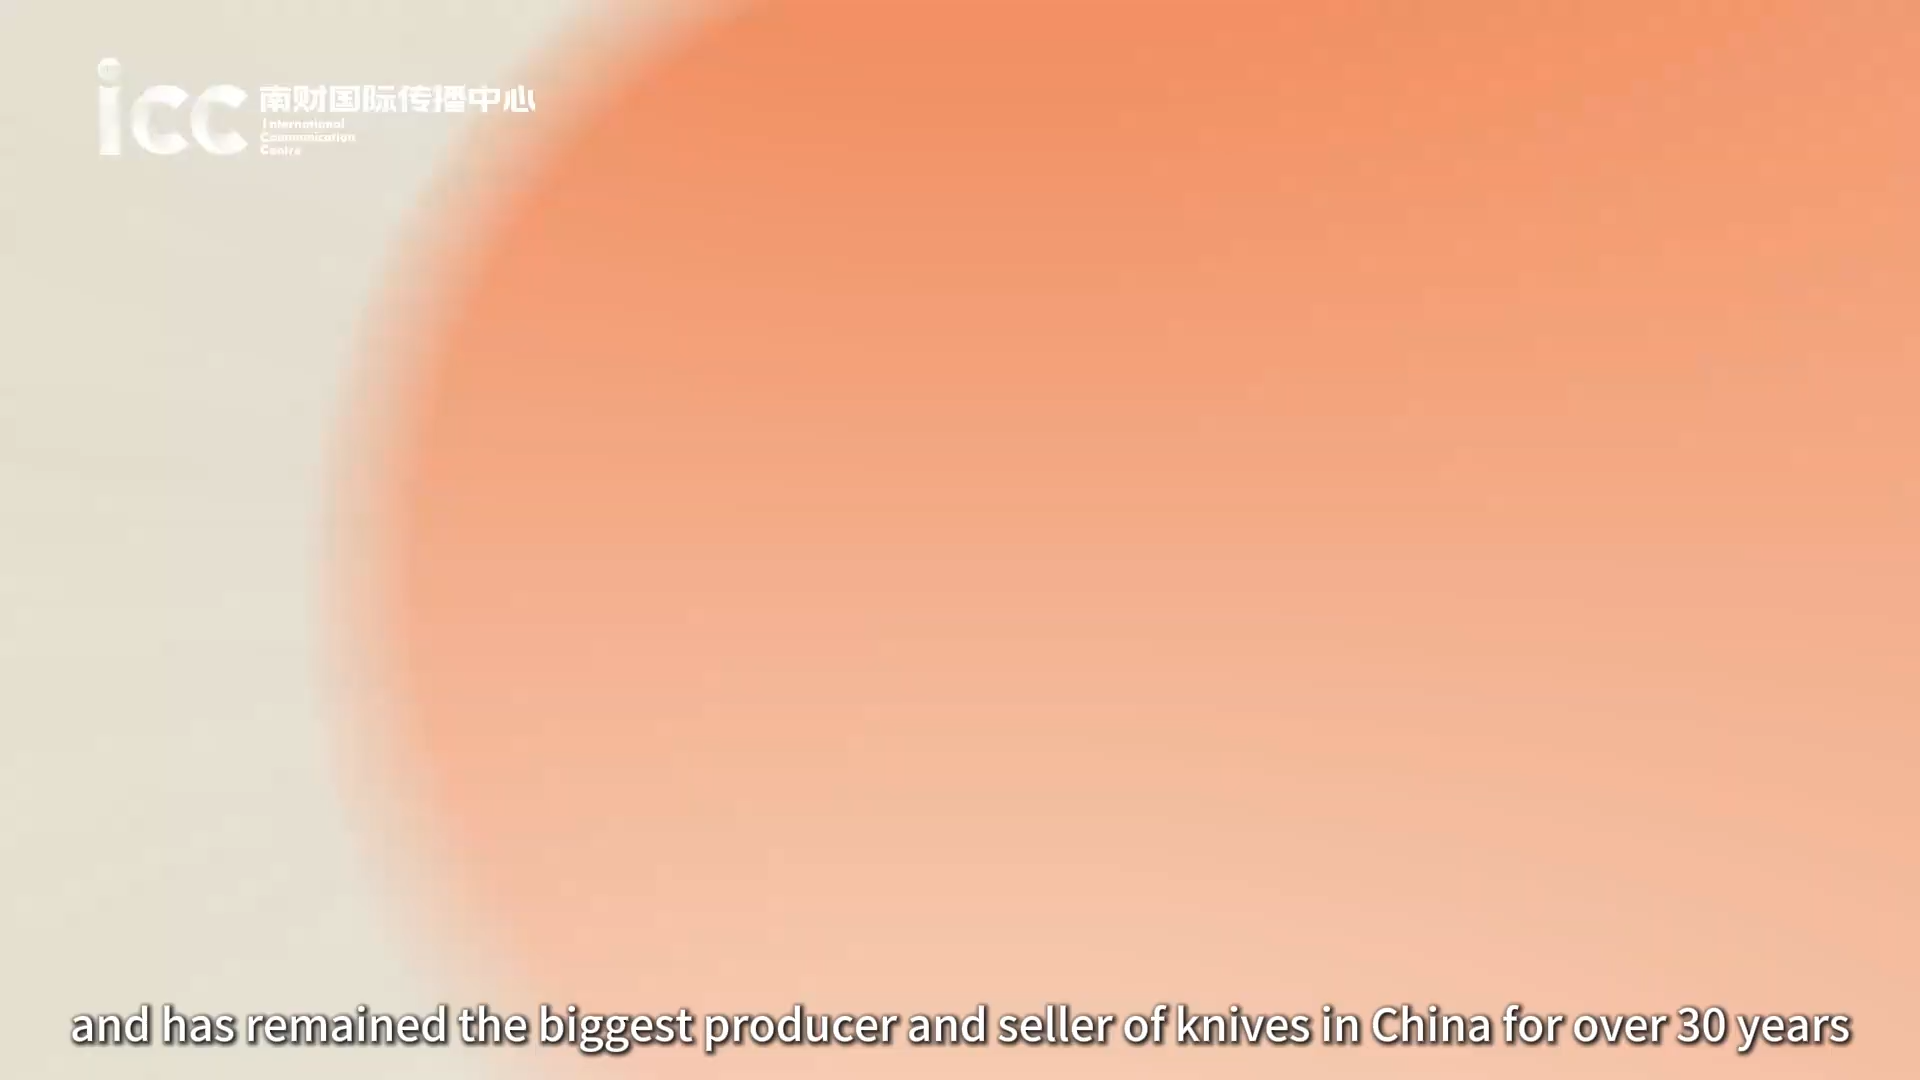 icc
南财国际传播中心
International
Communication
Centre
and has remained the biggest producer and seller of knives in China for over 30 years